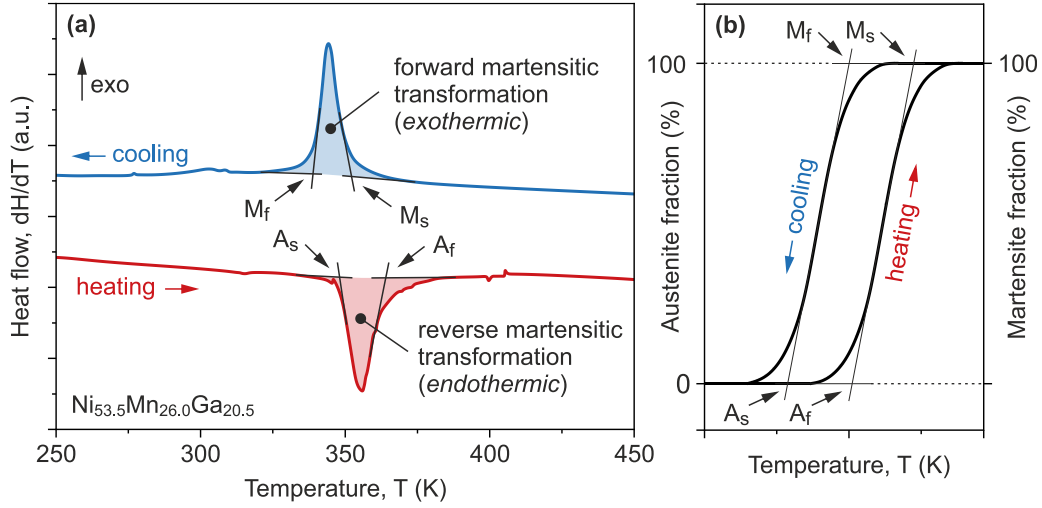 (a)
exo
forward martensitic
transformation
(exothermic)
cooling
Mf
Ms
As
Af
heating
reverse martensitic
transformation
(endothermic)
Ni53.5Mn26.0Ga20.5
Heat flow, dH/dT (a.u.)
250
300
350
400
450
Temperature, T (K)
(b)
Mf
Ms
100
100
cooling
heating
Austenite fraction (%)
Martensite fraction (%)
0
0
As
Af
Temperature, T (K)